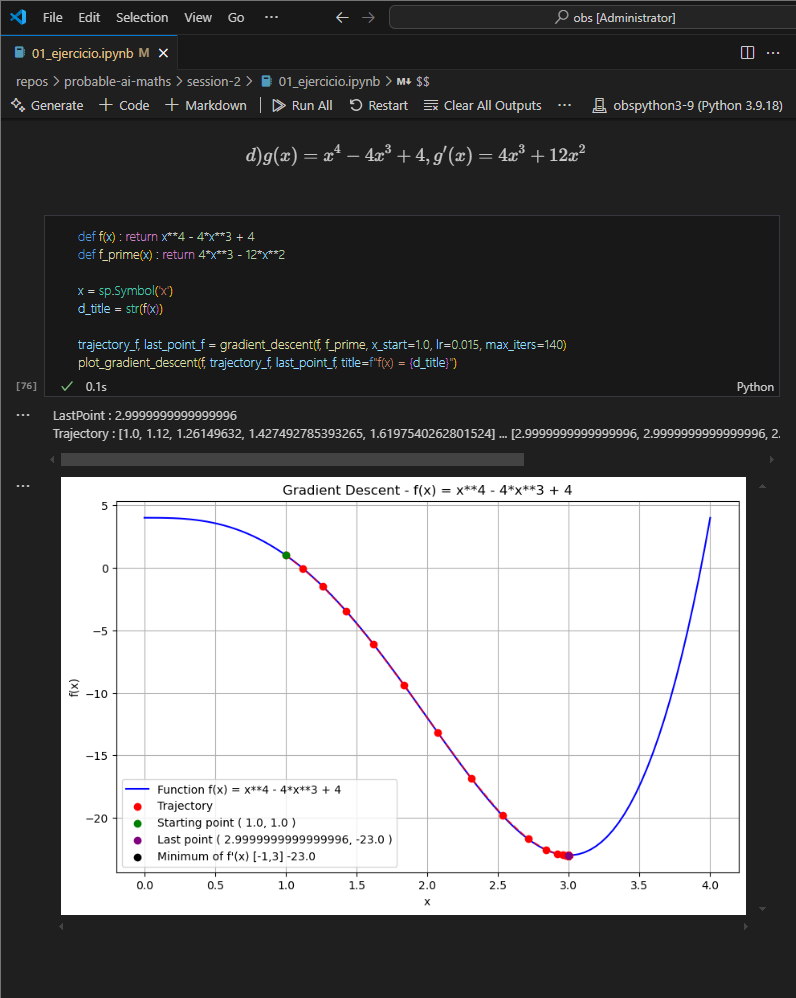 File Edit Selection View Go ··· ← → obs [Administrator]
01_ejercicio.ipynb M ×
repos > probable-ai-maths > session-2 > 01_ejercicio.ipynb > M↓ $$
Generate + Code + Markdown | Run All Restart Clear All Outputs ··· obspython3-9 (Python 3.9.18)
d)g(x) = x⁴ − 4x³ + 4, g′(x) = 4x³ + 12x²
def f(x) : return x**4 - 4*x**3 + 4
def f_prime(x) : return 4*x**3 - 12*x**2
x = sp.Symbol('x')
d_title = str(f(x))
trajectory_f, last_point_f = gradient_descent(f, f_prime, x_start=1.0, lr=0.015, max_iters=140)
plot_gradient_descent(f, trajectory_f, last_point_f, title=f"f(x) = {d_title}")
[76] ✓ 0.1s Python
··· LastPoint : 2.9999999999999996
Trajectory : [1.0, 1.12, 1.26149632, 1.427492785393265, 1.6197540262801524] ... [2.9999999999999996, 2.9999999999999996, 2.
···
Gradient Descent - f(x) = x**4 - 4*x**3 + 4
5
0
−5
−10
−15
−20
f(x)
Function f(x) = x**4 - 4*x**3 + 4
Trajectory
Starting point ( 1.0, 1.0 )
Last point ( 2.9999999999999996, -23.0 )
Minimum of f'(x) [-1,3] -23.0
0.0 0.5 1.0 1.5 2.0 2.5 3.0 3.5 4.0
x